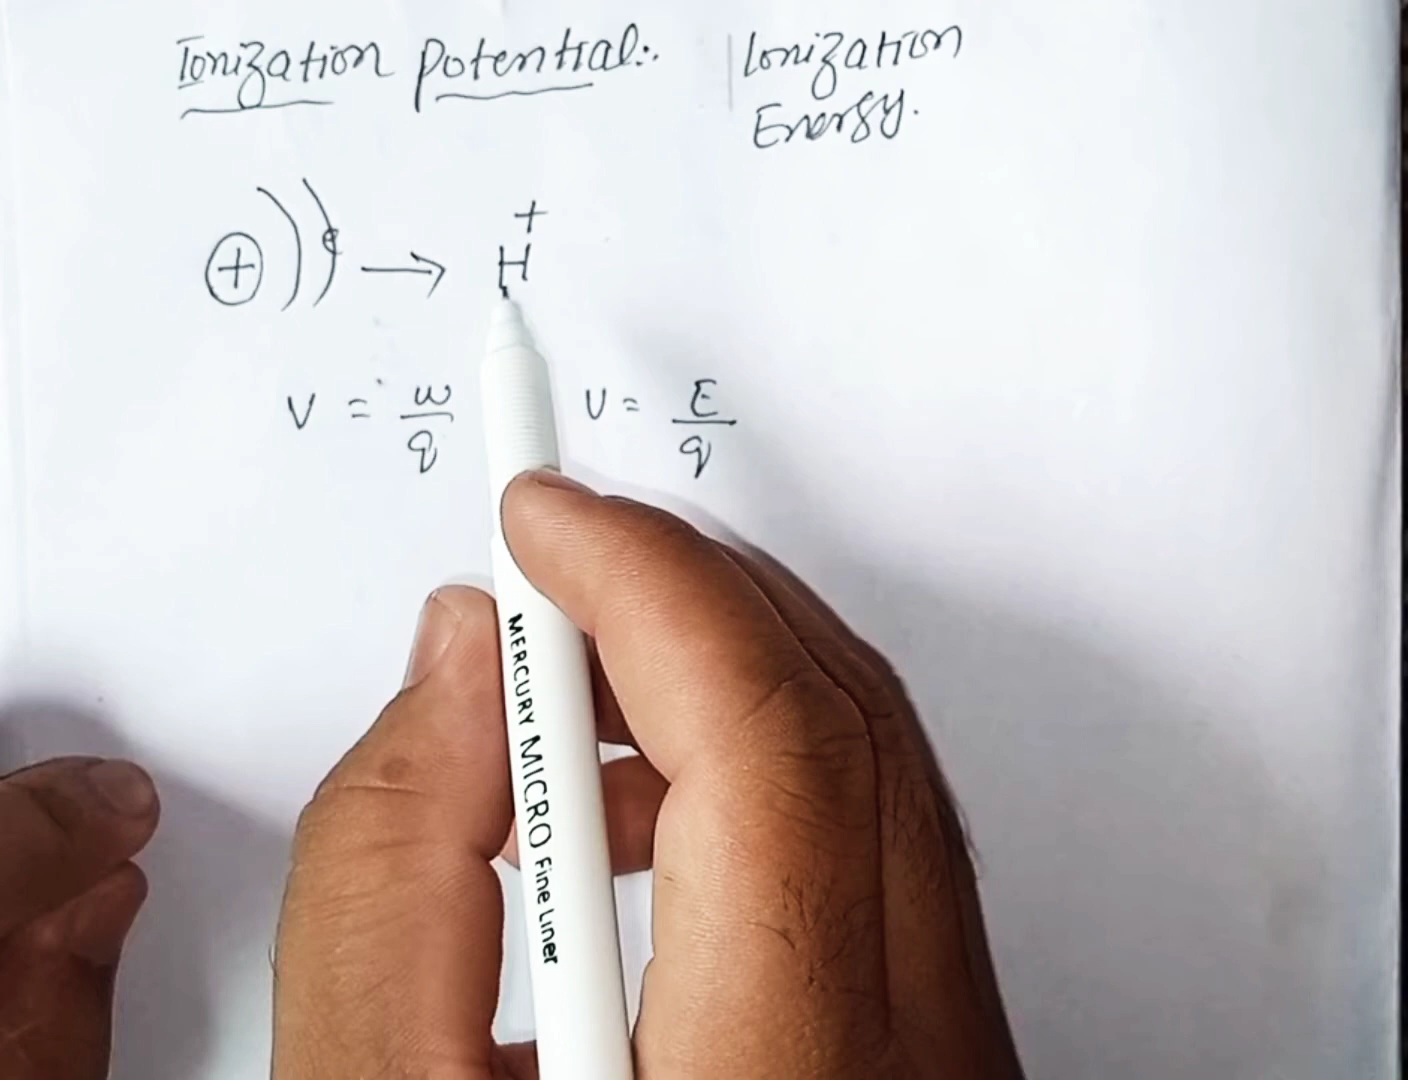 Ionization Potential:. | Ionization
Energy.
⊕ ) ) e → H⁺
V = w/q   V = E/q
MERCURY MICRO Fine Liner